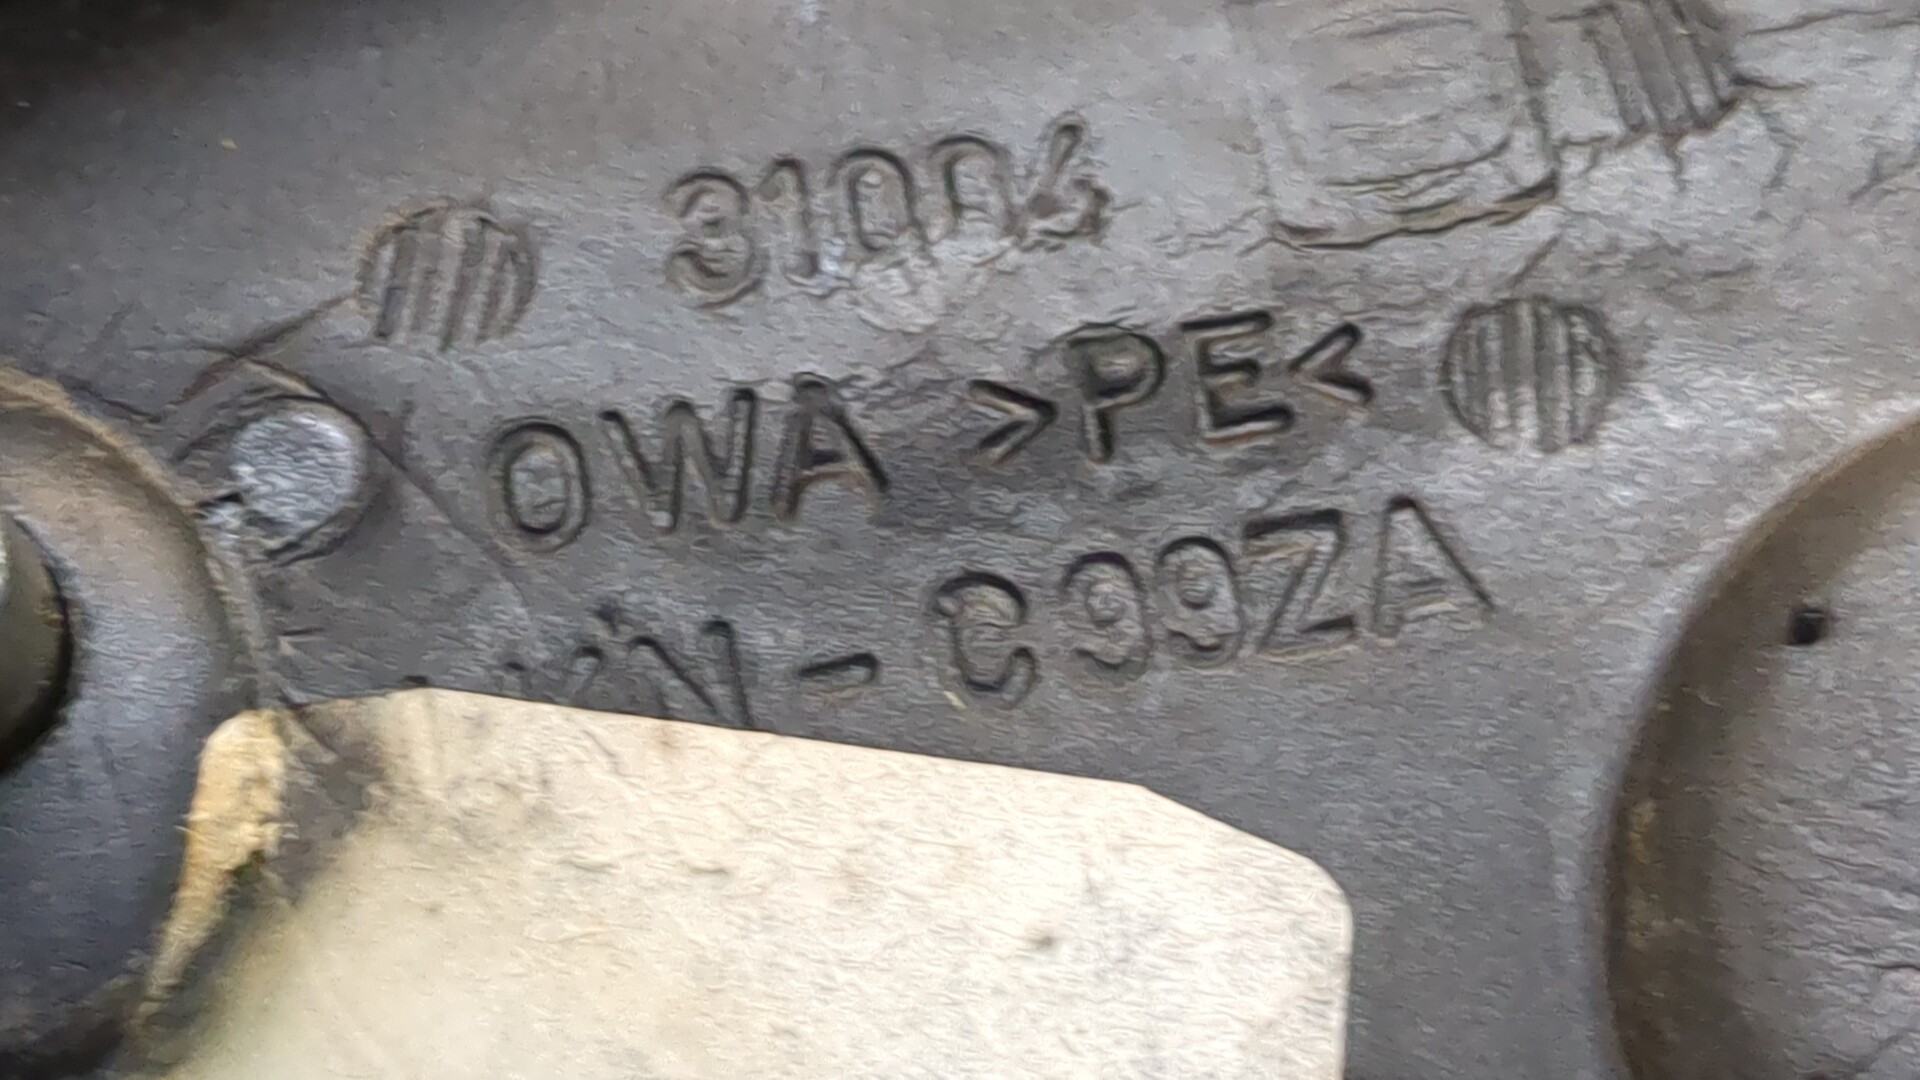 31004
OWA >PE<
N-C99ZA